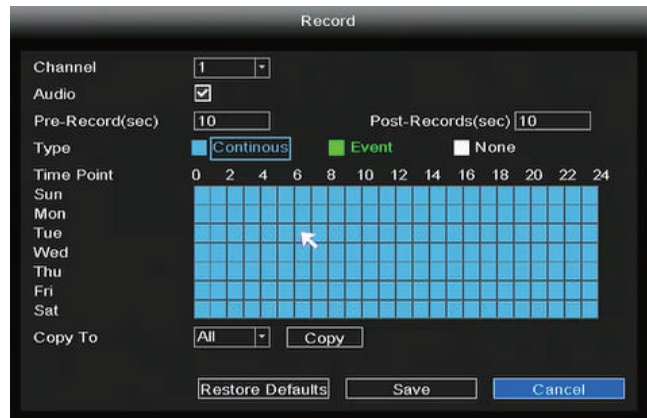 Record
Channel 1
Audio
Pre-Record(sec) 10 Post-Records(sec) 10
Type Continous Event None
Time Point 0 2 4 6 8 10 12 14 16 18 20 22 24
Sun
Mon
Tue
Wed
Thu
Fri
Sat
Copy To All Copy
Restore Defaults Save Cancel